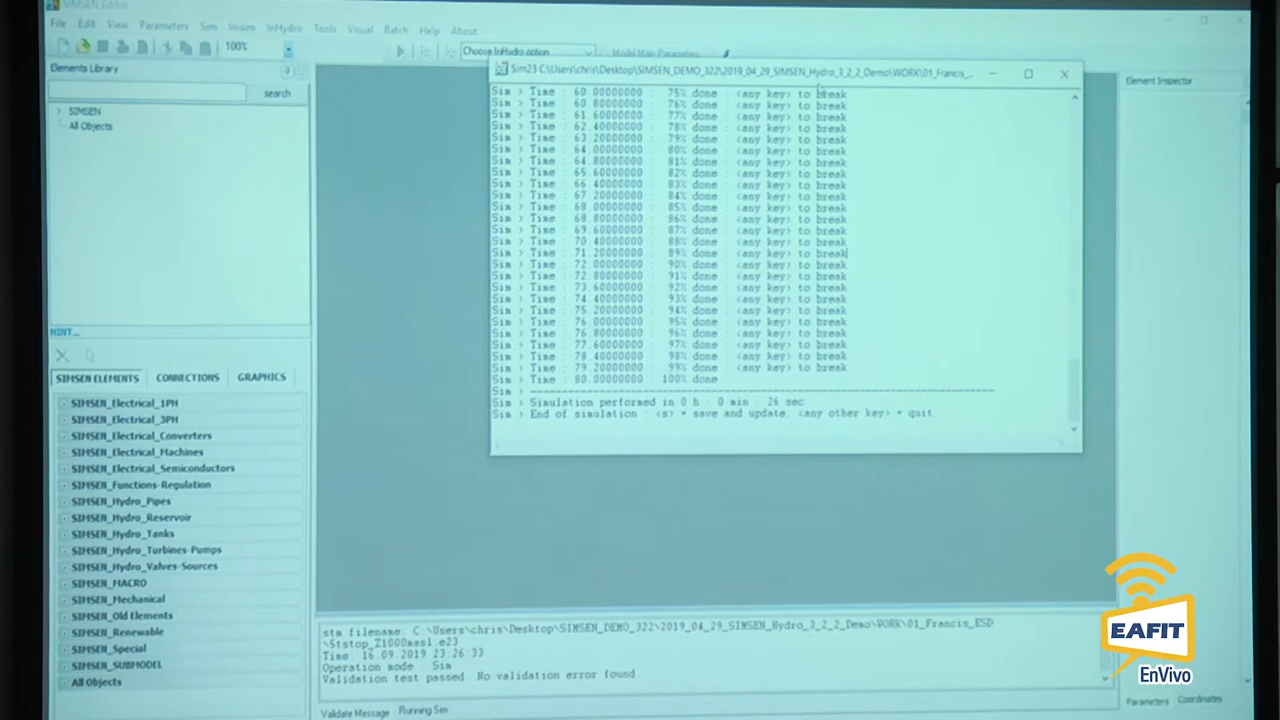 SIMSEN Editor
File Edit View Parameters Sim Inisim InHydro Tools Visual Batch Help About
100%
Choose InHydro option
Model Main Parameters
Elements Library
search
SIMSEN
All Objects
HINT...
SIMSEN ELEMENTS CONNECTIONS GRAPHICS
SIMSEN_Electrical_1PH
SIMSEN_Electrical_3PH
SIMSEN_Electrical_Converters
SIMSEN_Electrical_Machines
SIMSEN_Electrical_Semiconductors
SIMSEN_Functions-Regulation
SIMSEN_Hydro_Pipes
SIMSEN_Hydro_Reservoir
SIMSEN_Hydro_Tanks
SIMSEN_Hydro_Turbines-Pumps
SIMSEN_Hydro_Valves-Sources
SIMSEN_MACRO
SIMSEN_Mechanical
SIMSEN_Old Elements
SIMSEN_Renewable
SIMSEN_Special
SIMSEN_SUBMODEL
All Objects
Sim23 C:\Users\chris\Desktop\SIMSEN_DEMO_322\2019_04_29_SIMSEN_Hydro_3_2_2_Demo\WORK\01_Francis_...
Sim > Time : 60.00000000 : 75% done : <any key> to break
Sim > Time : 60.80000000 : 76% done : <any key> to break
Sim > Time : 61.60000000 : 77% done : <any key> to break
Sim > Time : 62.40000000 : 78% done : <any key> to break
Sim > Time : 63.20000000 : 79% done : <any key> to break
Sim > Time : 64.00000000 : 80% done : <any key> to break
Sim > Time : 64.80000000 : 81% done : <any key> to break
Sim > Time : 65.60000000 : 82% done : <any key> to break
Sim > Time : 66.40000000 : 83% done : <any key> to break
Sim > Time : 67.20000000 : 84% done : <any key> to break
Sim > Time : 68.00000000 : 85% done : <any key> to break
Sim > Time : 68.80000000 : 86% done : <any key> to break
Sim > Time : 69.60000000 : 87% done : <any key> to break
Sim > Time : 70.40000000 : 88% done : <any key> to break
Sim > Time : 71.20000000 : 89% done : <any key> to break
Sim > Time : 72.00000000 : 90% done : <any key> to break
Sim > Time : 72.80000000 : 91% done : <any key> to break
Sim > Time : 73.60000000 : 92% done : <any key> to break
Sim > Time : 74.40000000 : 93% done : <any key> to break
Sim > Time : 75.20000000 : 94% done : <any key> to break
Sim > Time : 76.00000000 : 95% done : <any key> to break
Sim > Time : 76.80000000 : 96% done : <any key> to break
Sim > Time : 77.60000000 : 97% done : <any key> to break
Sim > Time : 78.40000000 : 98% done : <any key> to break
Sim > Time : 79.20000000 : 99% done : <any key> to break
Sim > Time : 80.00000000 : 100% done
Sim > ----------------------------------------
Sim > Simulation performed in 0 h : 0 min : 26 sec
Sim > End of simulation : <s> = save and update, <any other key> = quit
Element Inspector
stm filename: C:\Users\chris\Desktop\SIMSEN_DEMO_322\2019_04_29_SIMSEN_Hydro_3_2_2_Demo\WORK\01_Francis_ESD
\Ststop_Z1000mas1.e23
Time: 16.09.2019 23:26:33
Operation mode : Sim
Validation test passed. No validation error found
Validate Message Running Sim
Parameters Coordinates
EAFIT
EnVivo